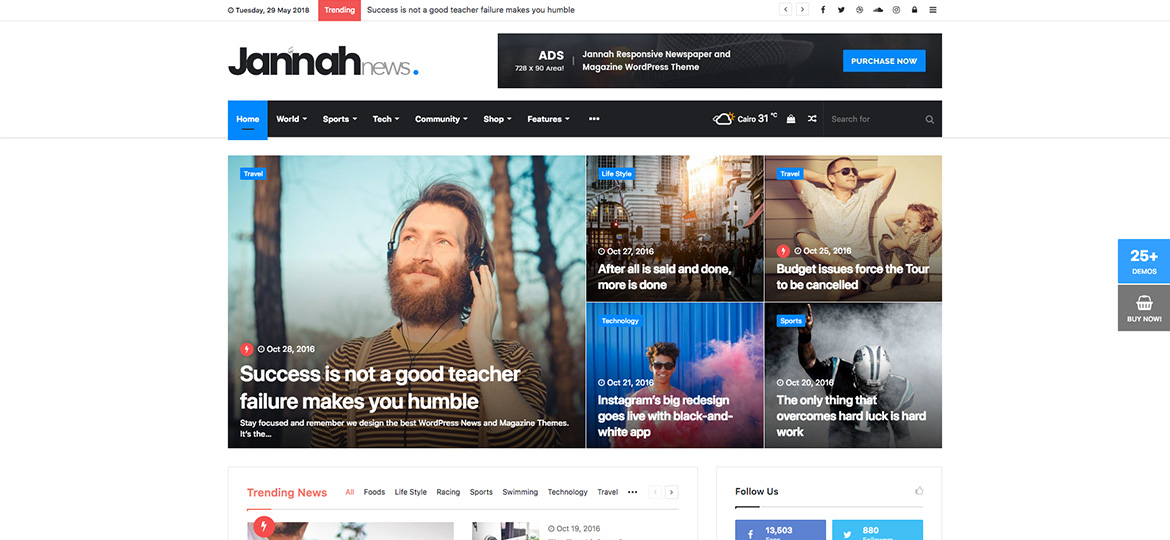 Tuesday, 29 May 2018
Trending
Success is not a good teacher failure makes you humble
Jannah news.
ADS
728 X 90 Area!
Jannah Responsive Newspaper and
Magazine WordPress Theme
PURCHASE NOW
Home
World
Sports
Tech
Community
Shop
Features
Cairo 31 °C
Search for
Travel
Oct 28, 2016
Success is not a good teacher
failure makes you humble
Stay focused and remember we design the best WordPress News and Magazine Themes.
It's the...
Life Style
Oct 27, 2016
After all is said and done,
more is done
Travel
Oct 25, 2016
Budget issues force the Tour
to be cancelled
Technology
Oct 21, 2016
Instagram's big redesign
goes live with black-and-
white app
Sports
Oct 20, 2016
The only thing that
overcomes hard luck is hard
work
25+
DEMOS
BUY NOW!
Trending News
All
Foods
Life Style
Racing
Sports
Swimming
Technology
Travel
Oct 19, 2016
Follow Us
13,503
Fans
880
Followers